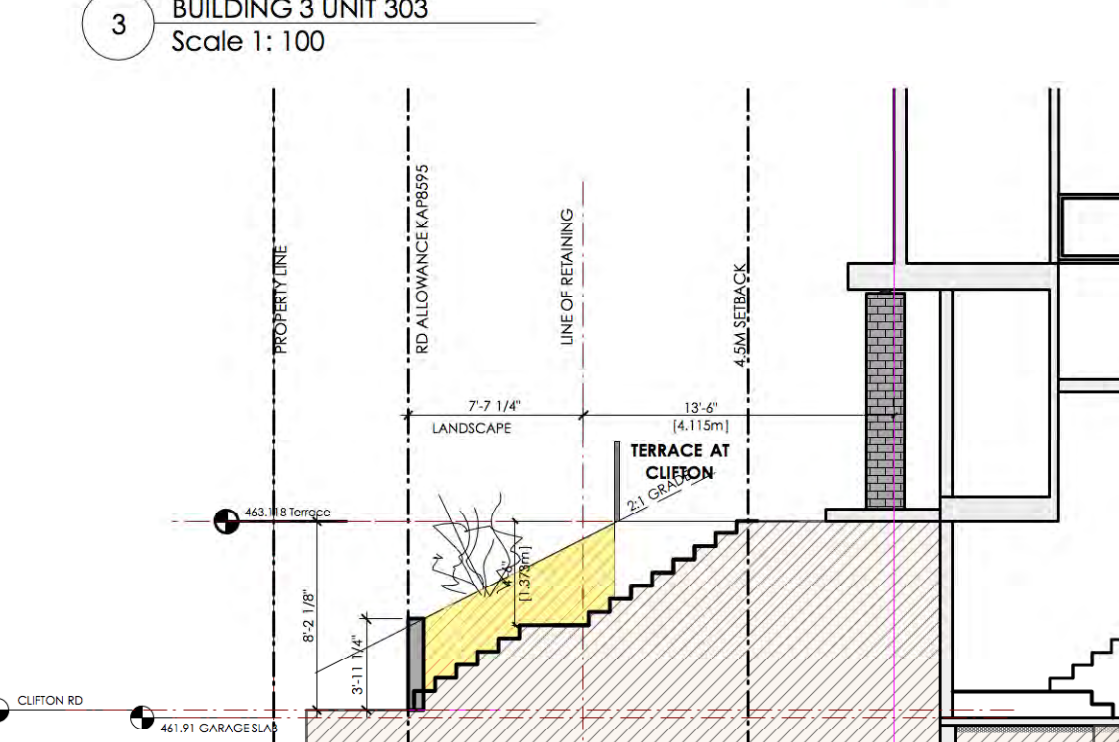 3
BUILDING 3 UNIT 303
Scale 1: 100
PROPERTY LINE
RD ALLOWANCE KAP8595
LINE OF RETAINING
4.5M SETBACK
7'-7 1/4"
LANDSCAPE
13'-6"
[4.115m]
TERRACE AT
CLIFTON
2:1 GRADE
463.118 Terrace
[1.373m]
8'-2 1/8"
3'-11 1/4"
CLIFTON RD
461.91 GARAGE SLAB